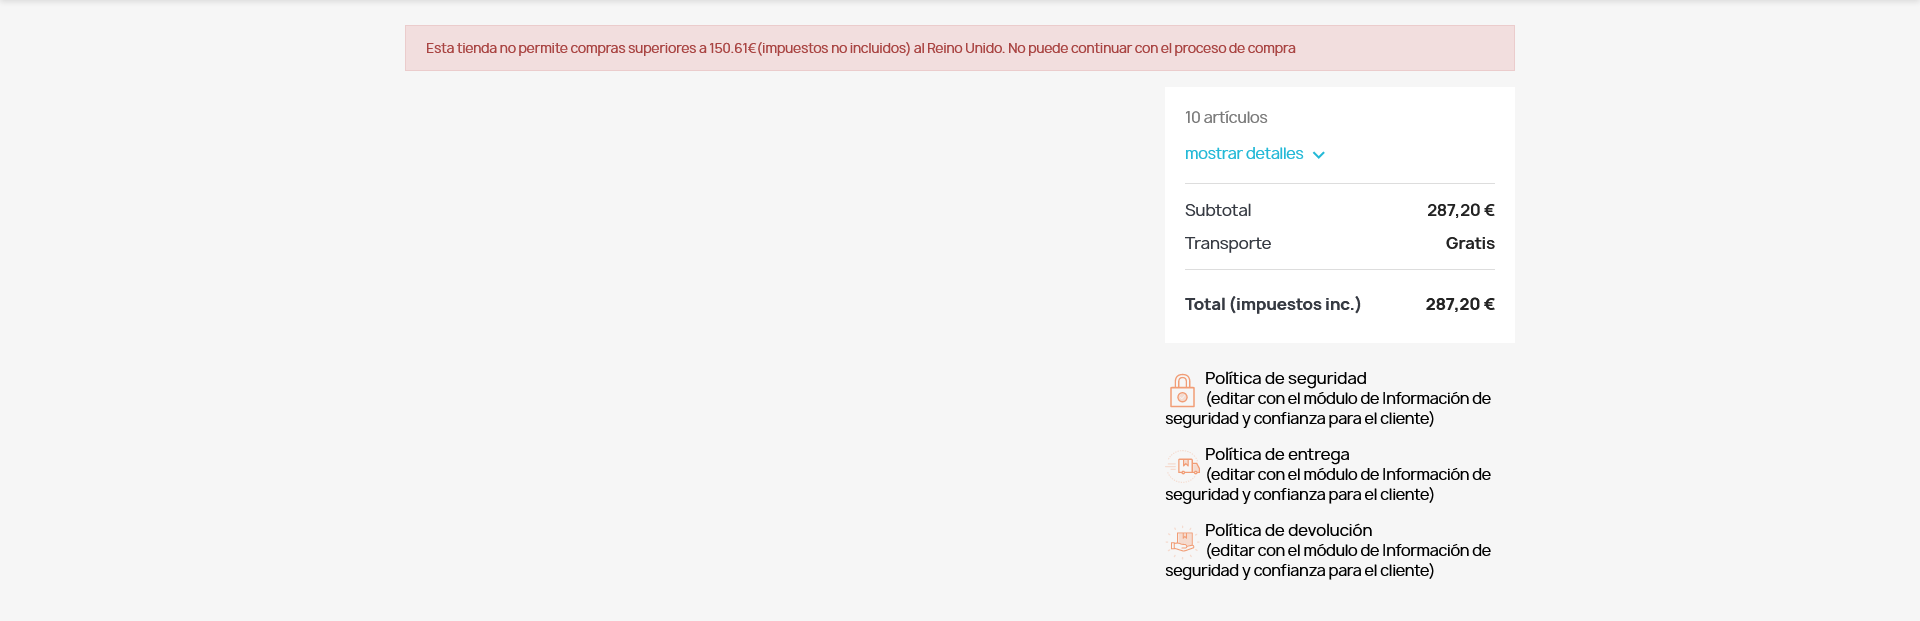 Esta tienda no permite compras superiores a 150.61€(impuestos no incluidos) al Reino Unido. No puede continuar con el proceso de compra
10 artículos
mostrar detalles
Subtotal 287,20 €
Transporte Gratis
Total (impuestos inc.) 287,20 €
Política de seguridad
(editar con el módulo de Información de
seguridad y confianza para el cliente)
Política de entrega
(editar con el módulo de Información de
seguridad y confianza para el cliente)
Política de devolución
(editar con el módulo de Información de
seguridad y confianza para el cliente)